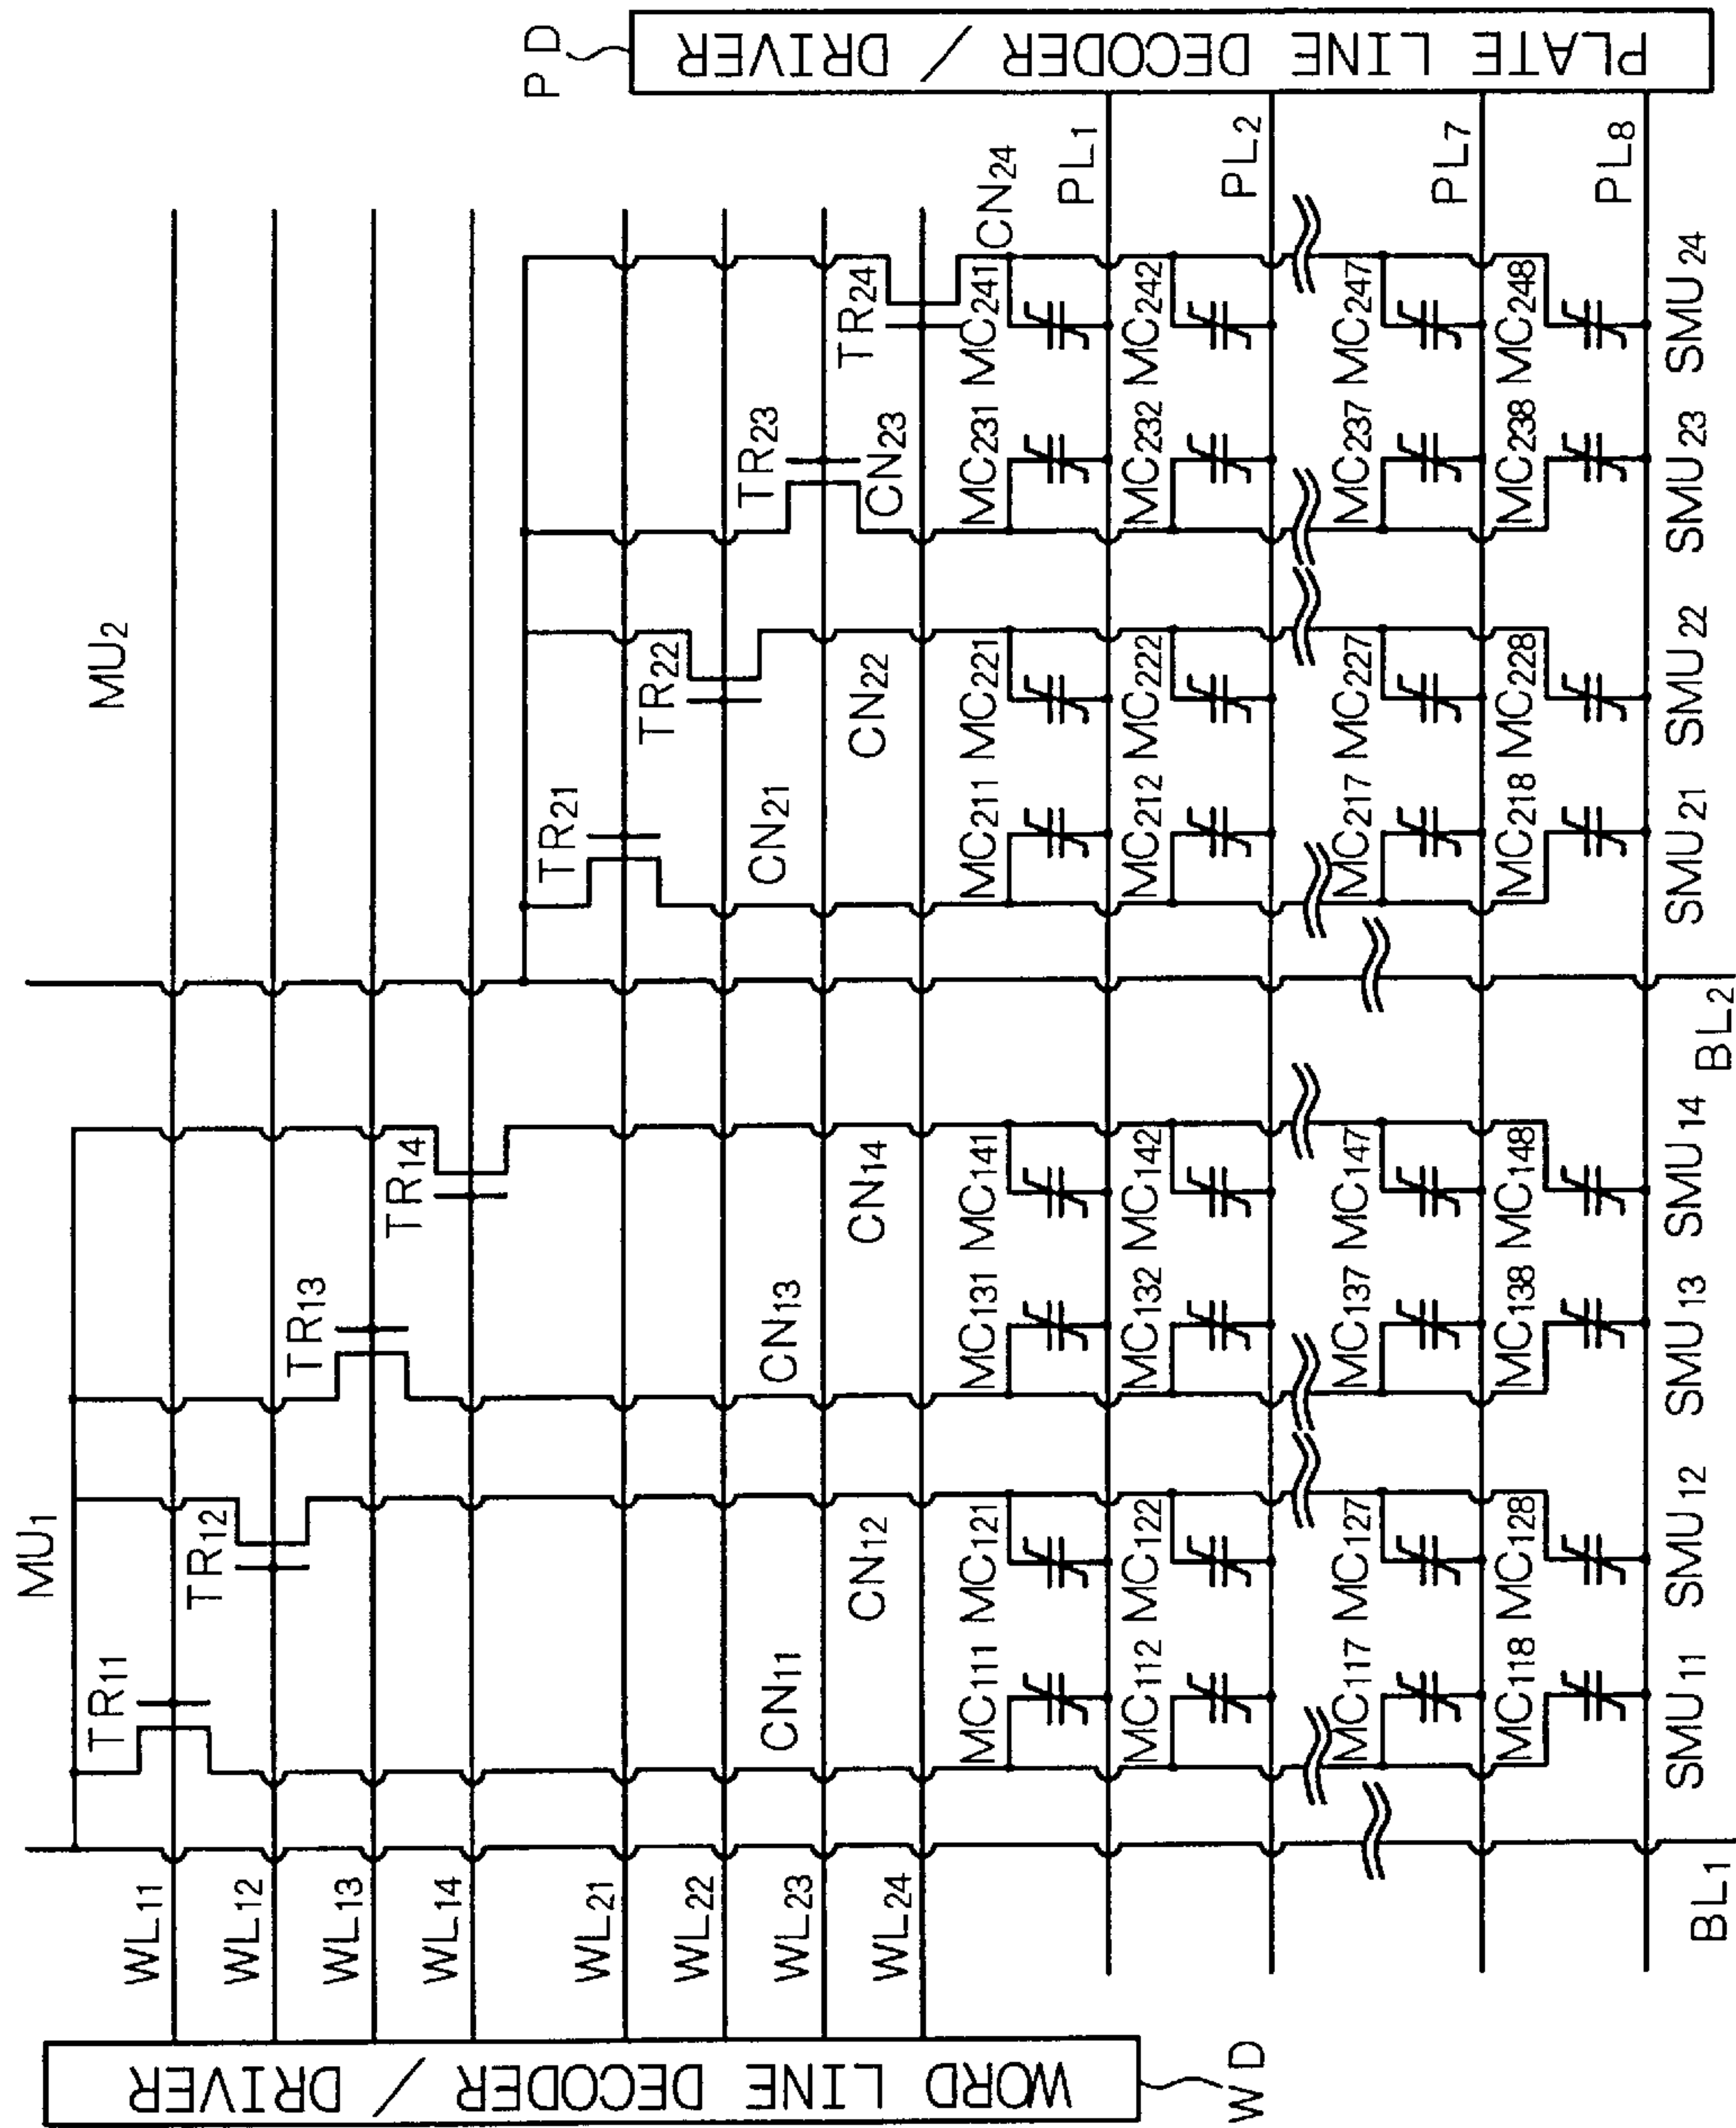 MU1
MU2
PD
WL11
WL12
WL13
WL14
WL21
WL22
WL23
WL24
TR11
TR12
TR13
TR14
TR21
TR22
TR23
TR24
CN11
CN12
CN13
CN14
CN21
CN22
CN23
CN24
MC111 MC121 MC131 MC141 MC211 MC221 MC231 MC241
PL1
MC112 MC122 MC132 MC142 MC212 MC222 MC232 MC242
PL2
MC117 MC127 MC137 MC147 MC217 MC227 MC237 MC247
PL7
MC118 MC128 MC138 MC148 MC218 MC228 MC238 MC248
PL8
SMU11 SMU12 SMU13 SMU14 SMU21 SMU22 SMU23 SMU24
BL1
BL2
WORD LINE DECODER / DRIVER
WD
PLATE LINE DECODER / DRIVER